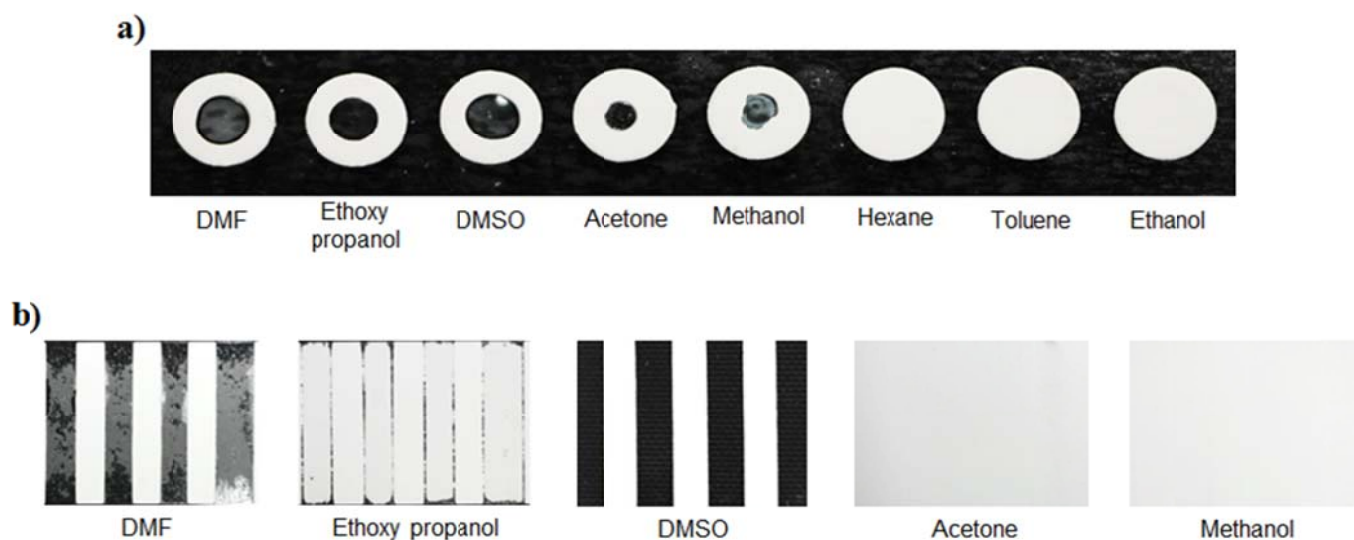 a)
DMF
Ethoxy
propanol
DMSO
Acetone
Methanol
Hexane
Toluene
Ethanol
b)
DMF
Ethoxy propanol
DMSO
Acetone
Methanol